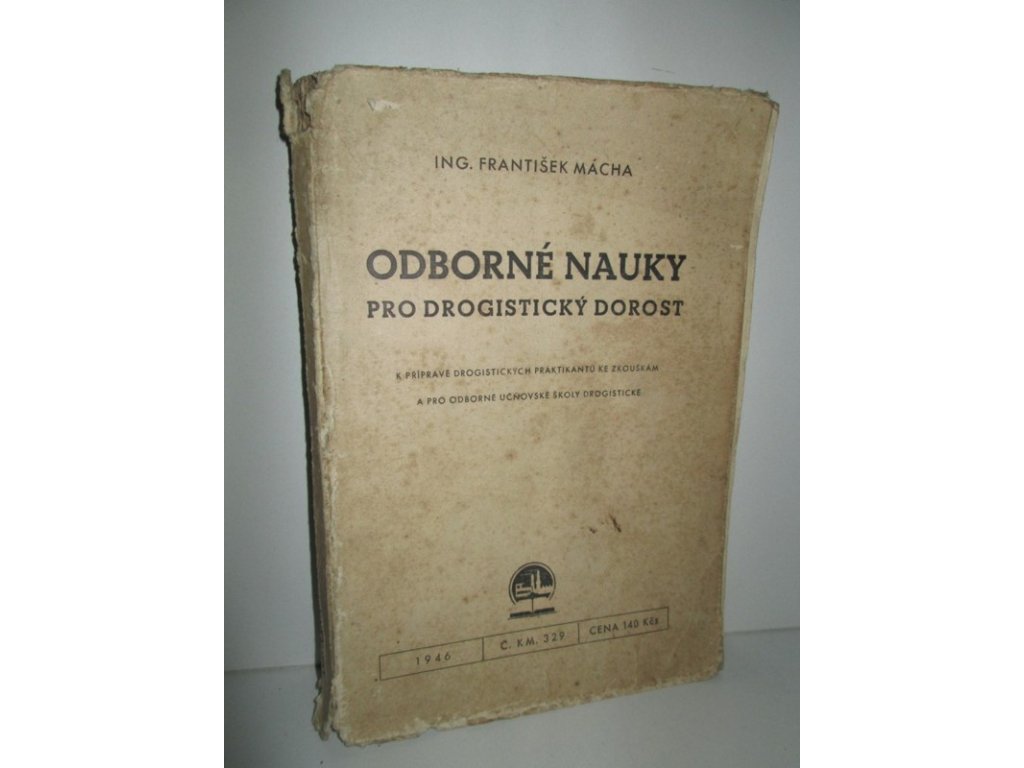 ING. FRANTIŠEK MÁCHA
ODBORNÉ NAUKY
PRO DROGISTICKÝ DOROST
K PŘÍPRAVĚ DROGISTICKÝCH PRAKTIKANTŮ KE ZKOUŠKÁM
A PRO ODBORNÉ UČŇOVSKÉ ŠKOLY DROGISTICKÉ
1946 Č. KM. 329 CENA 140 Kčs